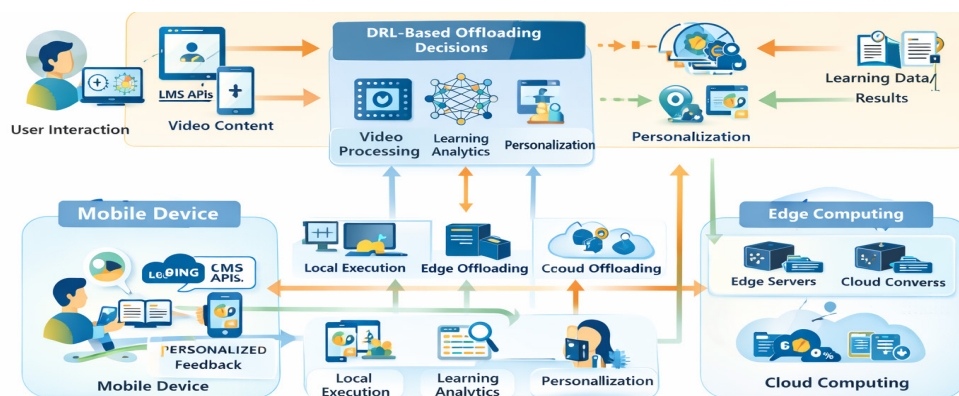 DRL-Based Offloading
Decisions
LMS APIs
User Interaction
Video Content
Video
Processing
Learning
Analytics
Personalization
Personaltization
Learning Data/
Results
Mobile Device
CMS
APIs.
PERSONALIZED
Feedback
Mobile Device
Local Execution
Edge Offloading
Ccoud Offloading
Local
Execution
Learning
Analytics
Personallization
Edge Computing
Edge Servers
Cloud Converss
Cloud Computing